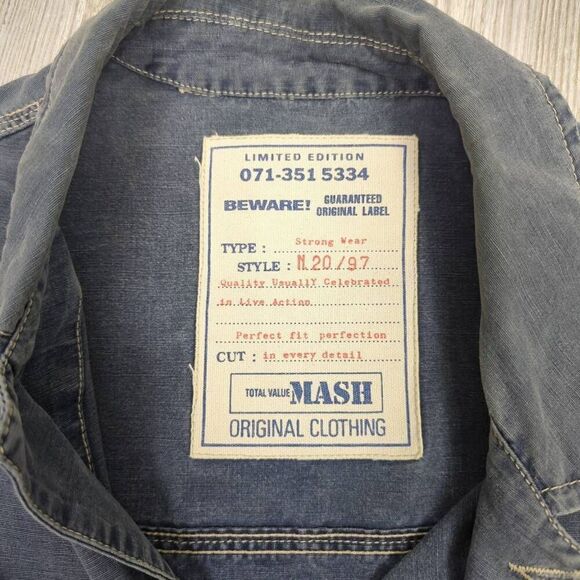 LIMITED EDITION
071-351 5334
BEWARE! GUARANTEED ORIGINAL LABEL
TYPE : Strong Wear
STYLE : N 20/97
Quality UsuallY Celebrated
in Live Action
Perfect fit perfection
CUT : in every detail
TOTAL VALUE MASH
ORIGINAL CLOTHING